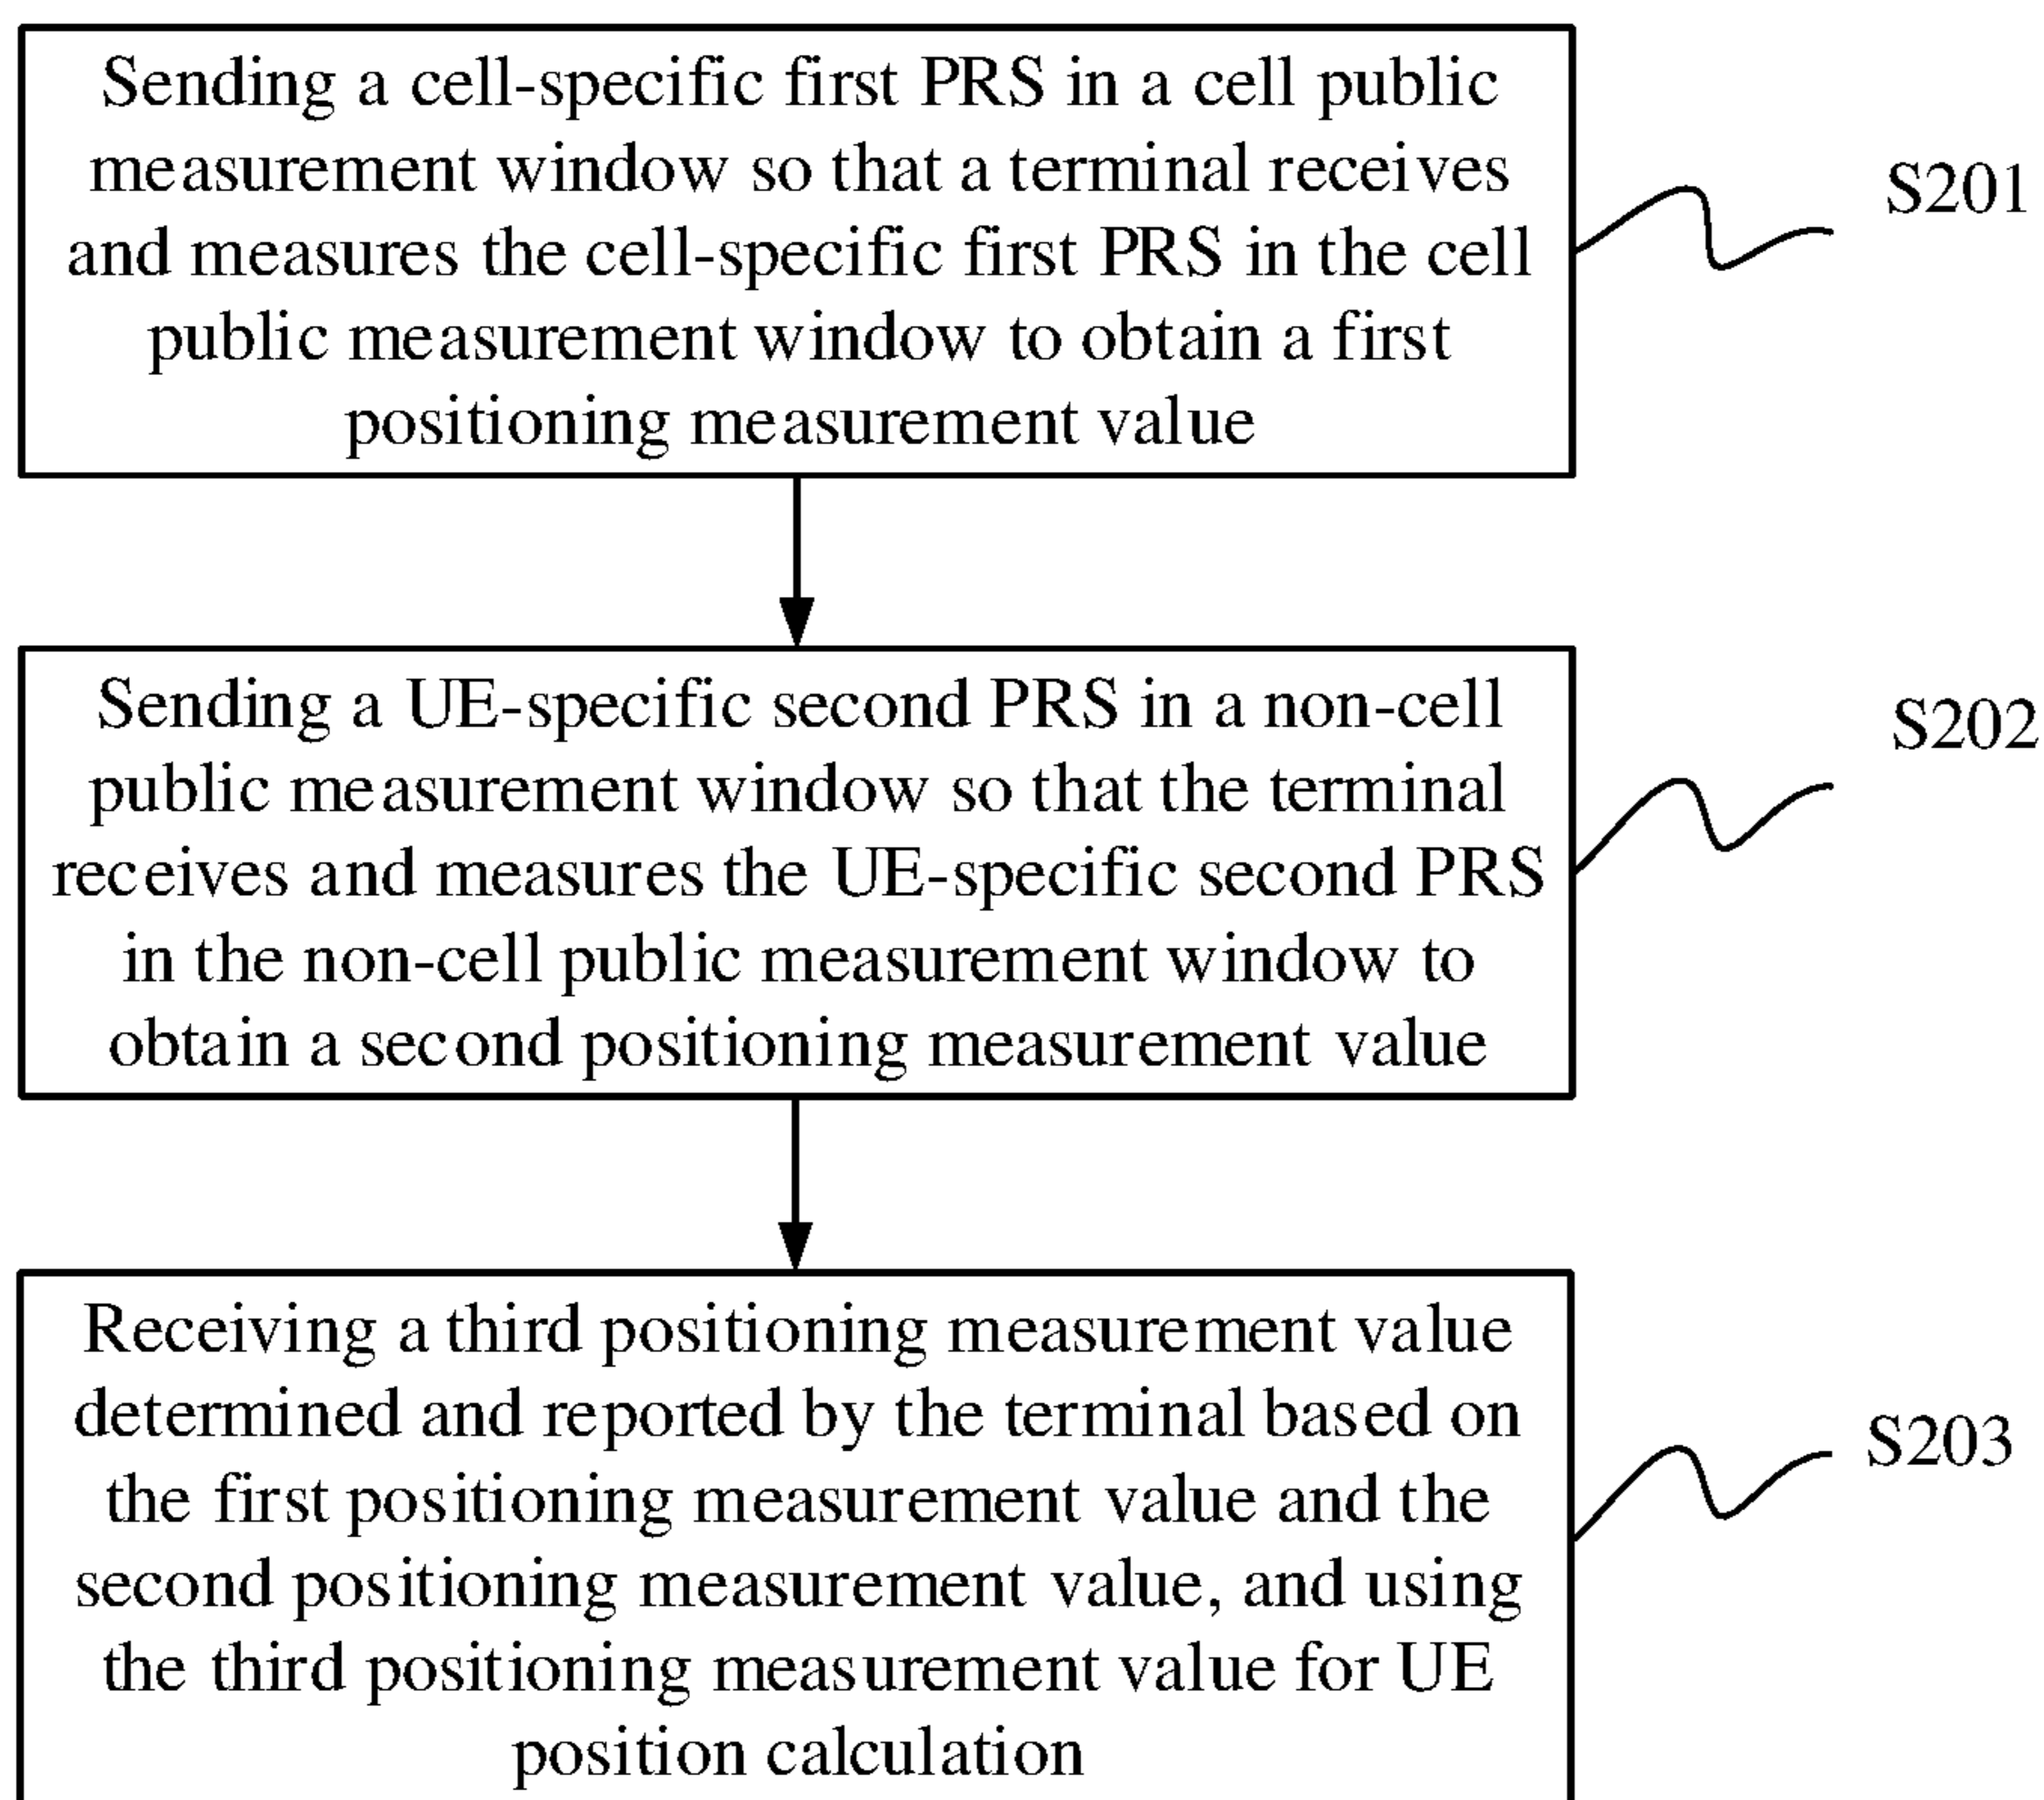 Sending a cell-specific first PRS in a cell public
measurement window so that a terminal receives
and measures the cell-specific first PRS in the cell
public measurement window to obtain a first
positioning measurement value
S201
Sending a UE-specific second PRS in a non-cell
public measurement window so that the terminal
receives and measures the UE-specific second PRS
in the non-cell public measurement window to
obtain a second positioning measurement value
S202
Receiving a third positioning measurement value
determined and reported by the terminal based on
the first positioning measurement value and the
second positioning measurement value, and using
the third positioning measurement value for UE
position calculation
S203